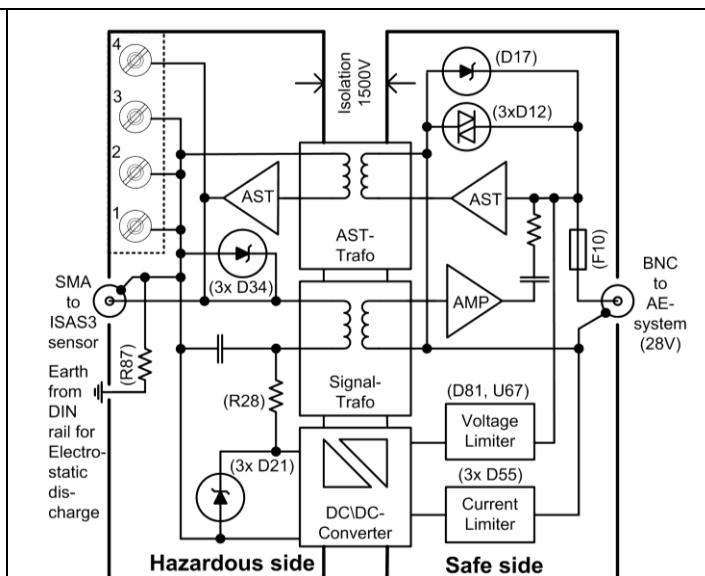 4
3
2
1
Isolation
1500V
(D17)
(3xD12)
AST
AST-
Trafo
AST
(F10)
(3x D34)
AMP
SMA
to
ISAS3
sensor
BNC
to
AE-
system
(28V)
Earth
from
DIN
rail for
Electro-
static
dis-
charge
(R87)
(R28)
Signal-
Trafo
(D81, U67)
Voltage
Limiter
(3x D21)
(3x D55)
Current
Limiter
DC\DC-
Converter
Hazardous side
Safe side